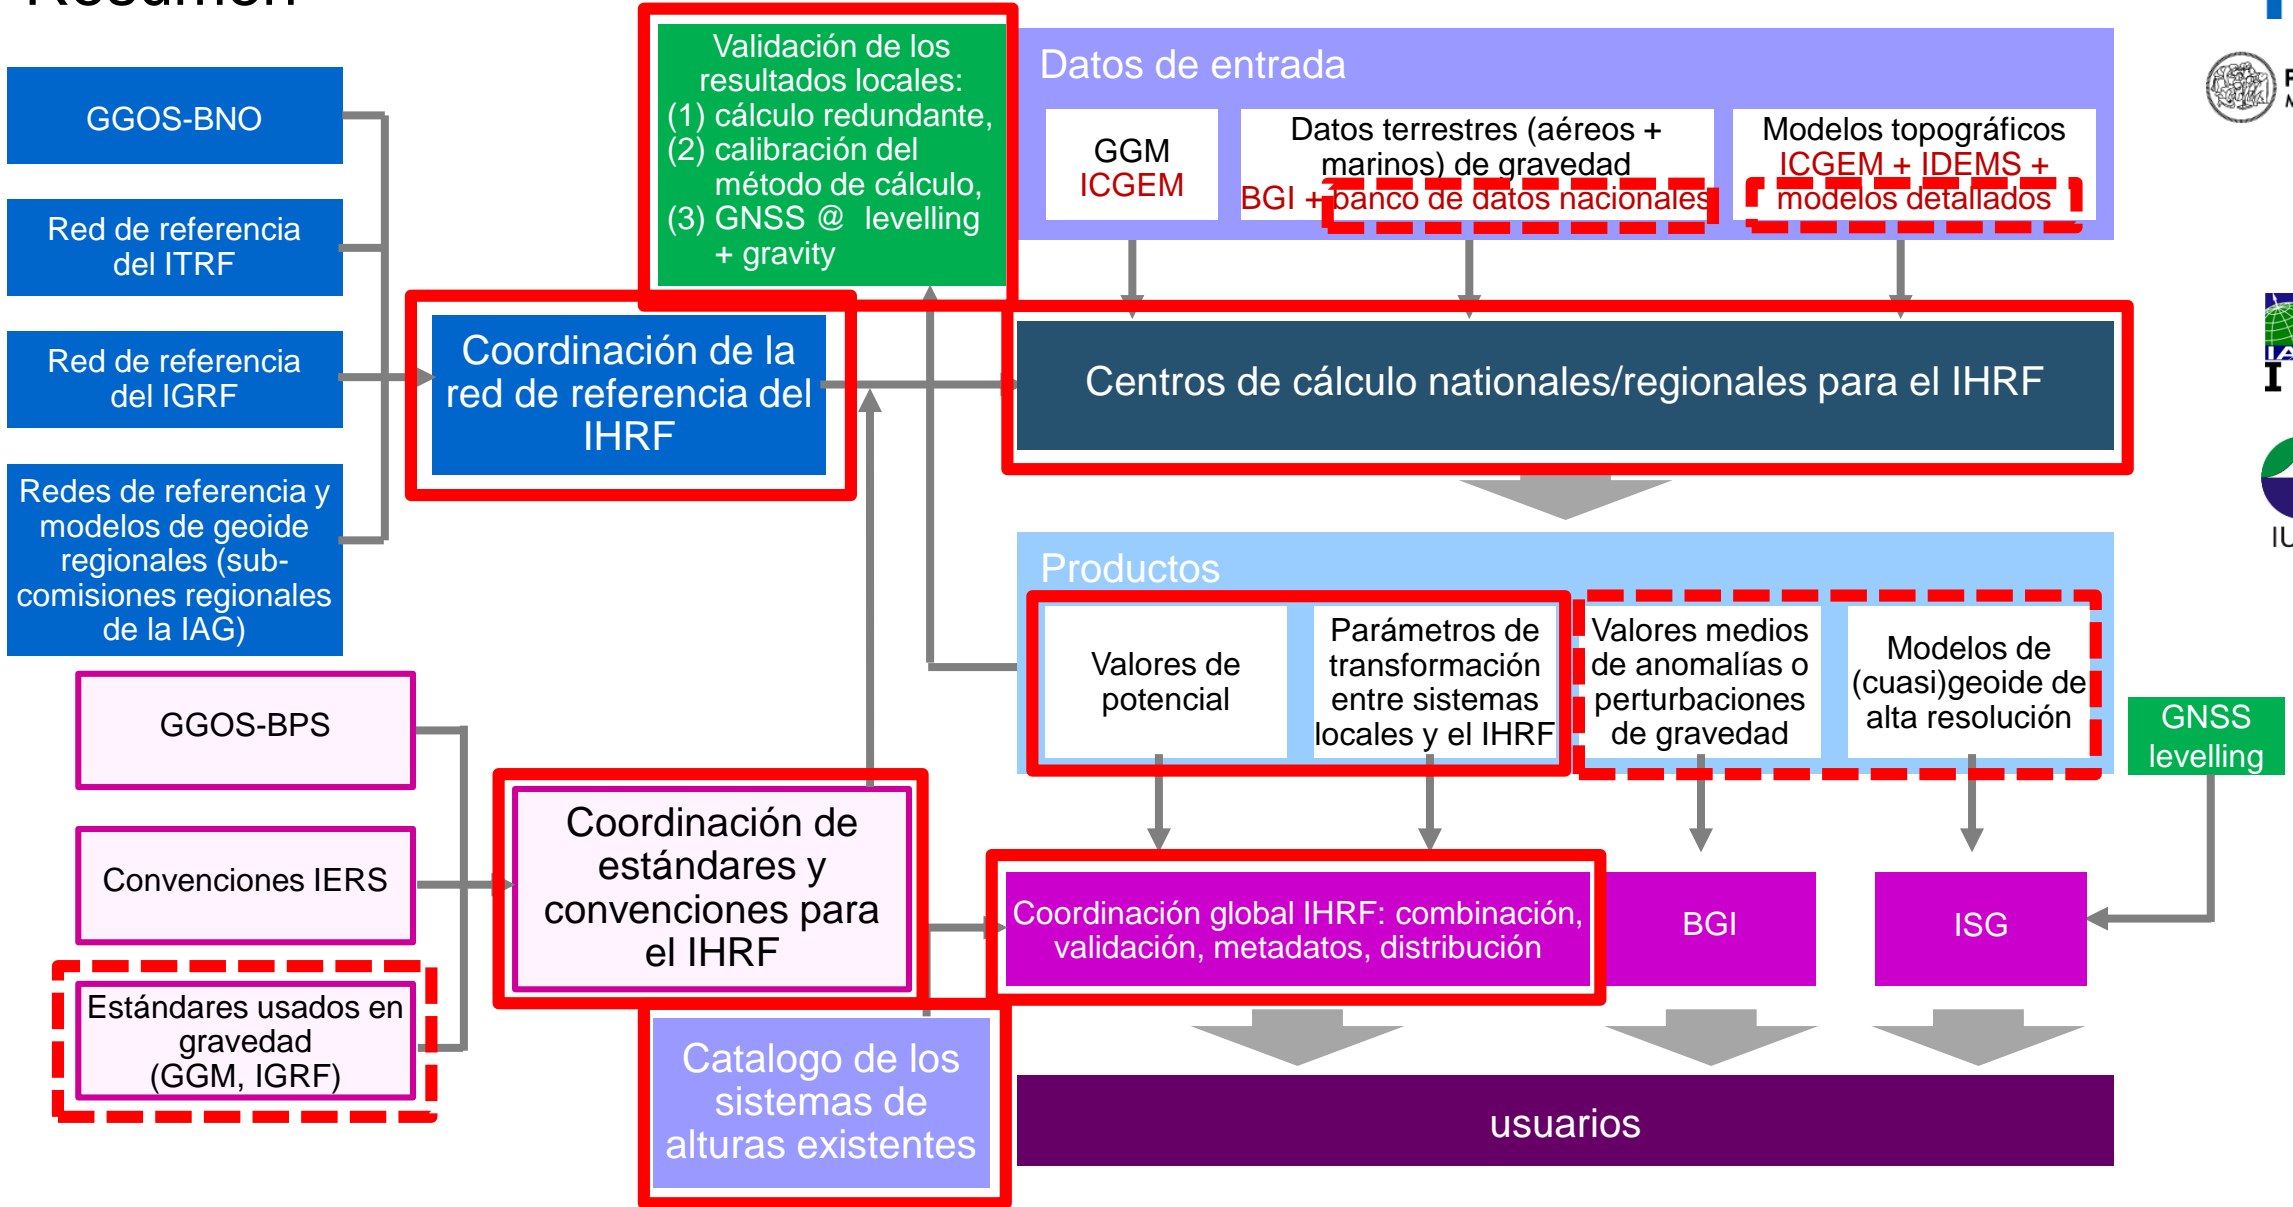 Resumen
GGOS-BNO
Red de referencia
del ITRF
Red de referencia
del IGRF
Redes de referencia y
modelos de geoide
regionales (sub-
comisiones regionales
de la IAG)
GGOS-BPS
Convenciones IERS
Estándares usados en
gravedad
(GGM, IGRF)
Coordinación de la
red de referencia del
IHRF
Coordinación de
estándares y
convenciones para
el IHRF
Validación de los
resultados locales:
(1) cálculo redundante,
(2) calibración del
método de cálculo,
(3) GNSS @ levelling
+ gravity
Catalogo de los
sistemas de
alturas existentes
Datos de entrada
GGM
ICGEM
Datos terrestres (aéreos +
marinos) de gravedad
BGI + banco de datos nacionales
Modelos topográficos
ICGEM + IDEMS +
modelos detallados
Centros de cálculo nationales/regionales para el IHRF
Productos
Valores de
potencial
Parámetros de
transformación
entre sistemas
locales y el IHRF
Valores medios
de anomalías o
perturbaciones
de gravedad
Modelos de
(cuasi)geoide de
alta resolución
GNSS
levelling
Coordinación global IHRF: combinación,
validación, metadatos, distribución
BGI
ISG
usuarios